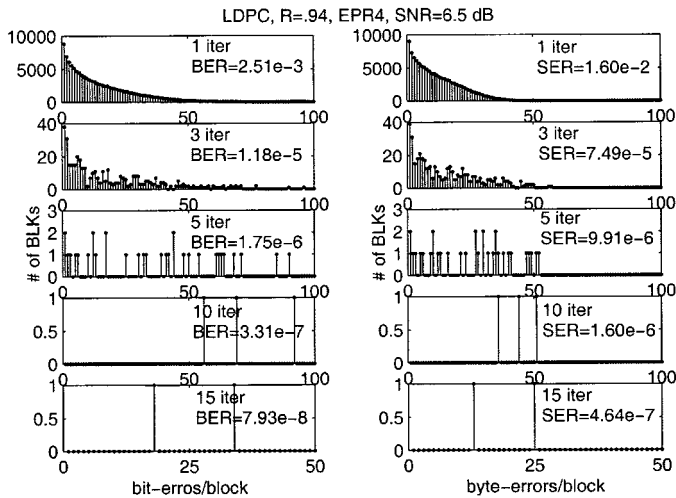 LDPC, R=.94, EPR4, SNR=6.5 dB
10000
5000
0
1 iter
BER=2.51e-3
0
50
100
10000
5000
0
1 iter
SER=1.60e-2
0
50
100
40
20
0
3 iter
BER=1.18e-5
0
50
100
40
20
0
3 iter
SER=7.49e-5
0
50
100
# of BLKs
3
2
1
0
5 iter
BER=1.75e-6
0
50
100
# of BLKs
3
2
1
0
5 iter
SER=9.91e-6
0
50
100
1
0.5
0
10 iter
BER=3.31e-7
0
50
100
1
0.5
0
10 iter
SER=1.60e-6
0
50
100
1
0.5
0
15 iter
BER=7.93e-8
0
50
bit-erros/block
1
0.5
0
15 iter
SER=4.64e-7
0
25
50
byte-errors/block